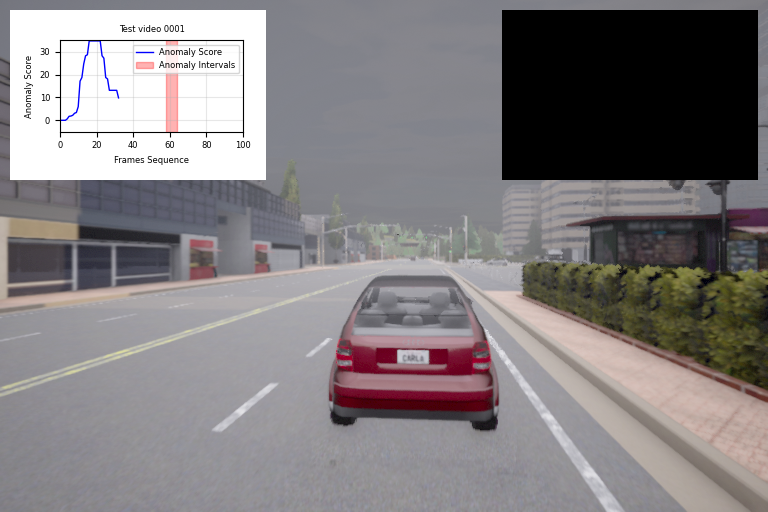 Test video 0001
Anomaly Score
Anomaly Intervals
Anomaly Score
30
20
10
0
0 20 40 60 80 100
Frames Sequence
CARLA